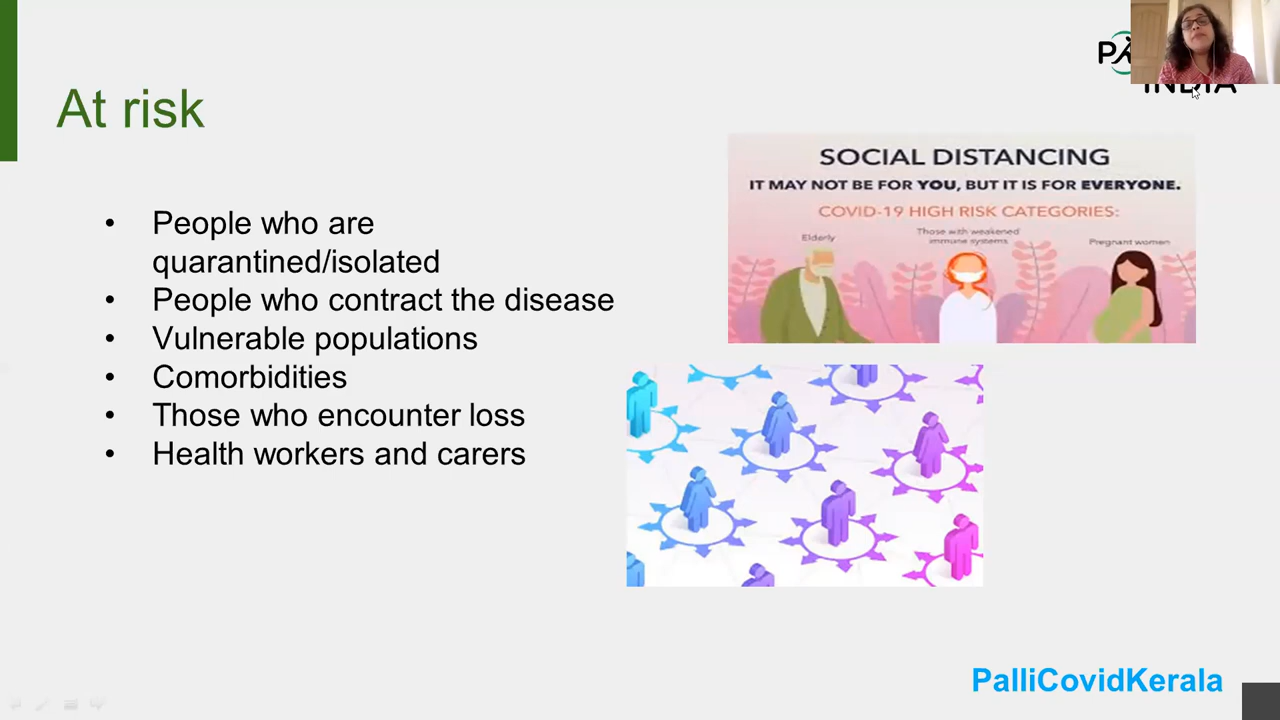 At risk
• People who are
quarantined/isolated
• People who contract the disease
• Vulnerable populations
• Comorbidities
• Those who encounter loss
• Health workers and carers
SOCIAL DISTANCING
IT MAY NOT BE FOR YOU, BUT IT IS FOR EVERYONE.
COVID-19 HIGH RISK CATEGORIES:
Elderly
Those with weakened
immune systems
Pregnant women
INDIA
PalliCovidKerala